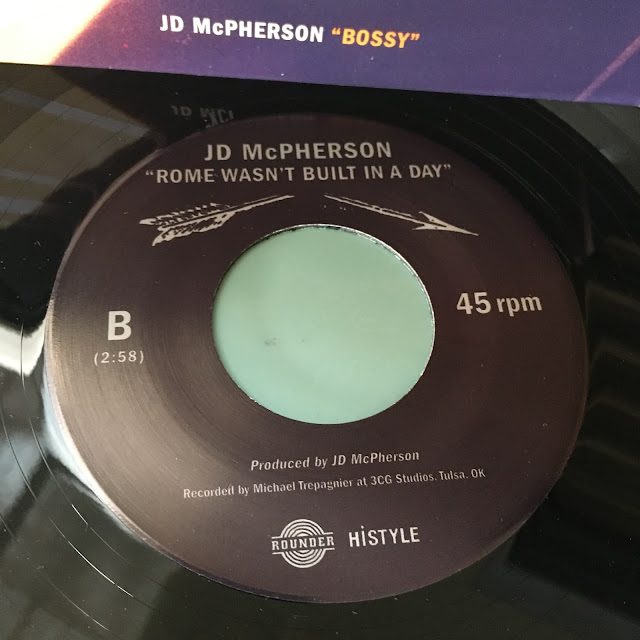 JD McPHERSON "BOSSY"
JD McPHERSON
"ROME WASN'T BUILT IN A DAY"
B
(2:58)
45 rpm
Produced by JD McPherson
Recorded by Michael Trepagnier at 3CG Studios. Tulsa, OK
ROUNDER HiSTYLE